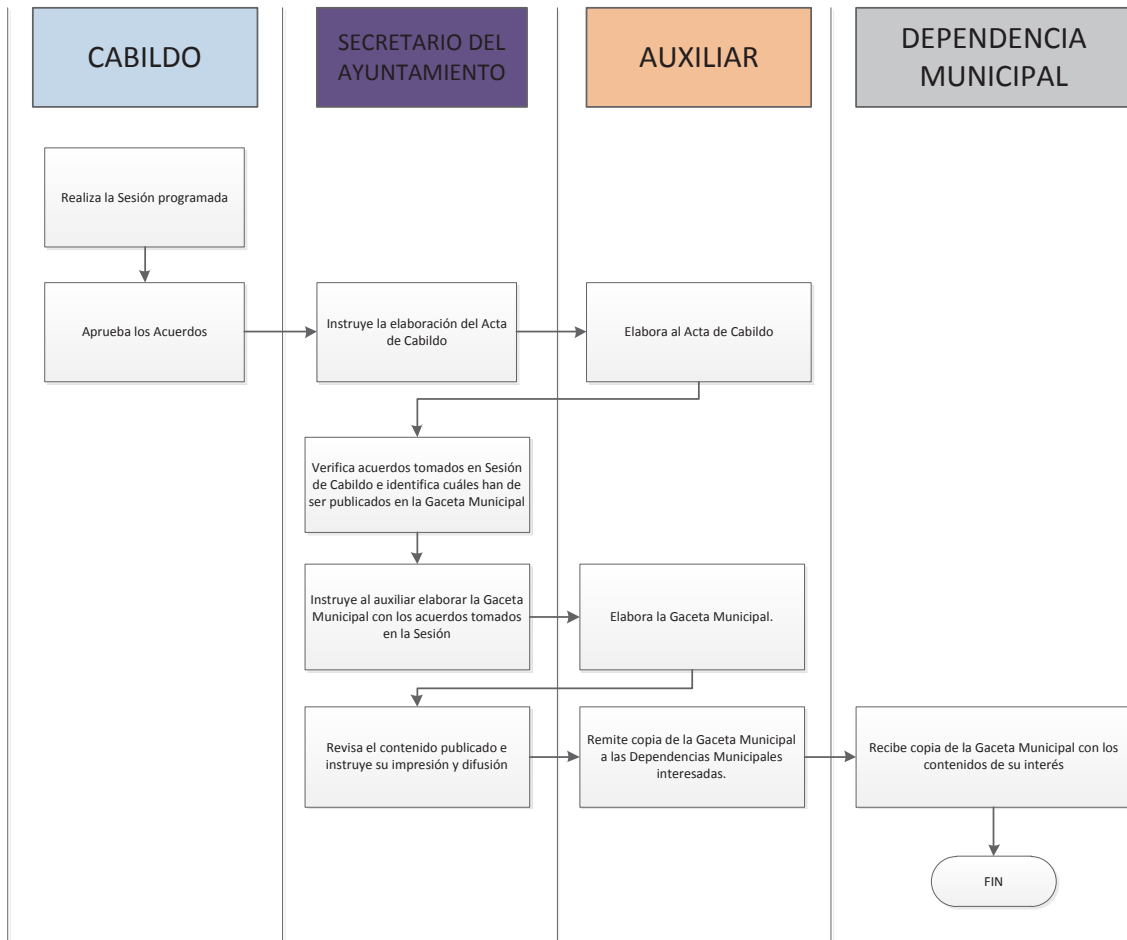 CABILDO
SECRETARIO DEL
AYUNTAMIENTO
AUXILIAR
DEPENDENCIA
MUNICIPAL
Realiza la Sesión programada
Aprueba los Acuerdos
Instruye la elaboración del Acta
de Cabildo
Elabora al Acta de Cabildo
Verifica acuerdos tomados en Sesión
de Cabildo e identifica cuáles han de
ser publicados en la Gaceta Municipal
Instruye al auxiliar elaborar la Gaceta
Municipal con los acuerdos tomados
en la Sesión
Elabora la Gaceta Municipal.
Revisa el contenido publicado e
instruye su impresión y difusión
Remite copia de la Gaceta Municipal
a las Dependencias Municipales
interesadas.
Recibe copia de la Gaceta Municipal con los
contenidos de su interés
FIN